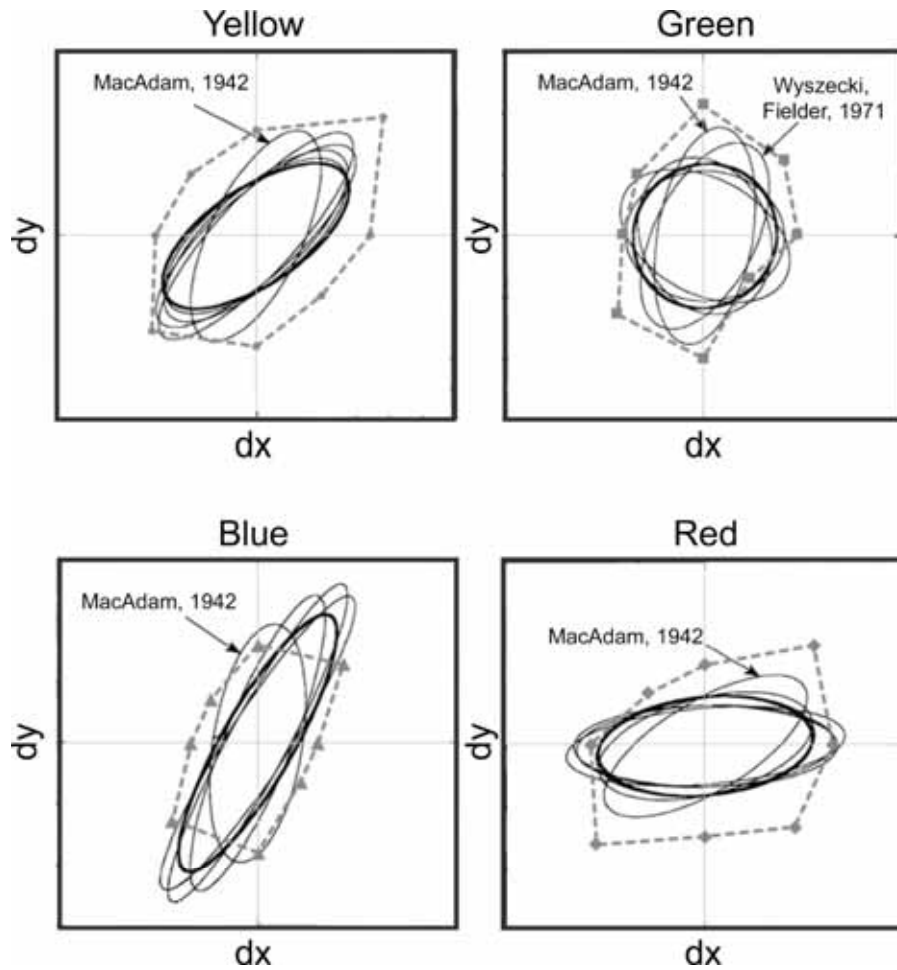 Yellow
MacAdam, 1942
dy
dx
Green
MacAdam, 1942
Wyszecki,
Fielder, 1971
dy
dx
Blue
MacAdam, 1942
dy
dx
Red
MacAdam, 1942
dy
dx